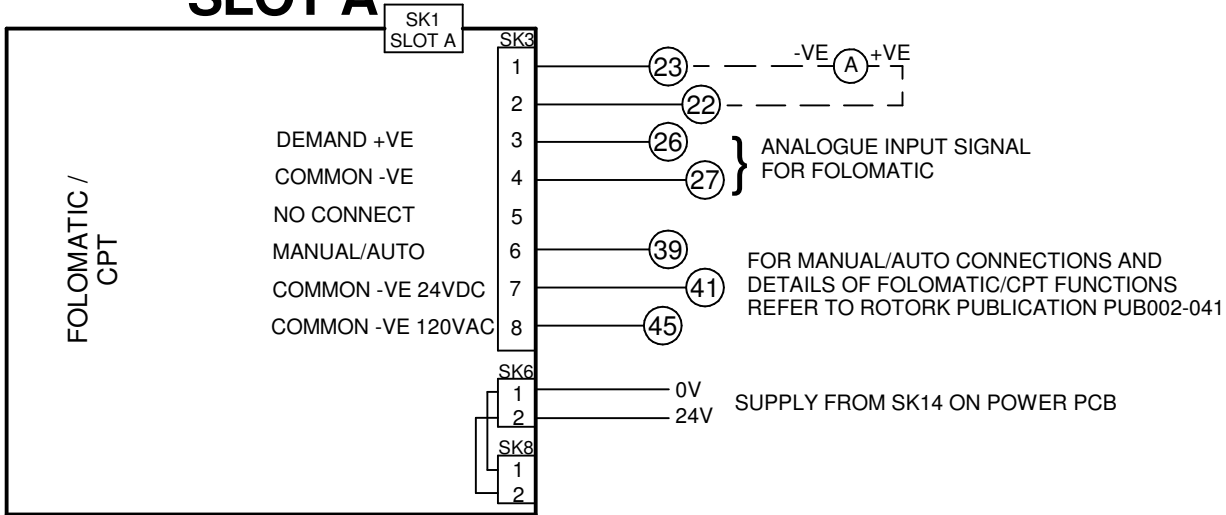 SLOT A
SK1
SLOT A
SK3
1 23 -VE A +VE
2 22
DEMAND +VE 3 26
ANALOGUE INPUT SIGNAL
FOR FOLOMATIC
COMMON -VE 4 27
NO CONNECT 5
MANUAL/AUTO 6 39
FOR MANUAL/AUTO CONNECTIONS AND
DETAILS OF FOLOMATIC/CPT FUNCTIONS
REFER TO ROTORK PUBLICATION PUB002-041
COMMON -VE 24VDC 7 41
COMMON -VE 120VAC 8 45
FOLOMATIC /
CPT
SK6
1 0V
2 24V
SUPPLY FROM SK14 ON POWER PCB
SK8
1
2